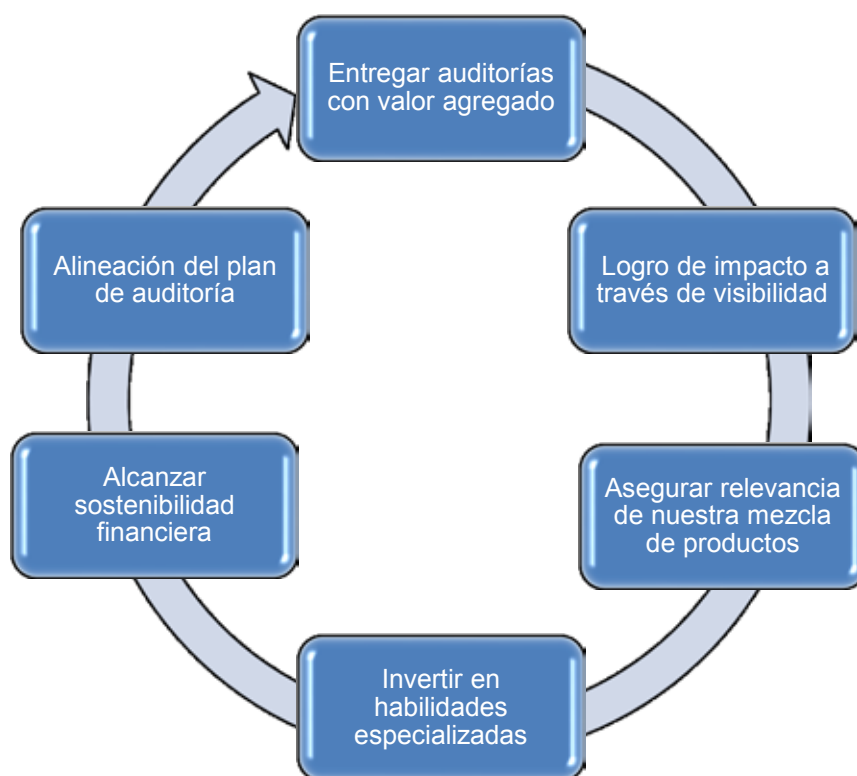 Entregar auditorías
con valor agregado
Logro de impacto a
través de visibilidad
Asegurar relevancia
de nuestra mezcla
de productos
Invertir en
habilidades
especializadas
Alcanzar
sostenibilidad
financiera
Alineación del plan
de auditoría